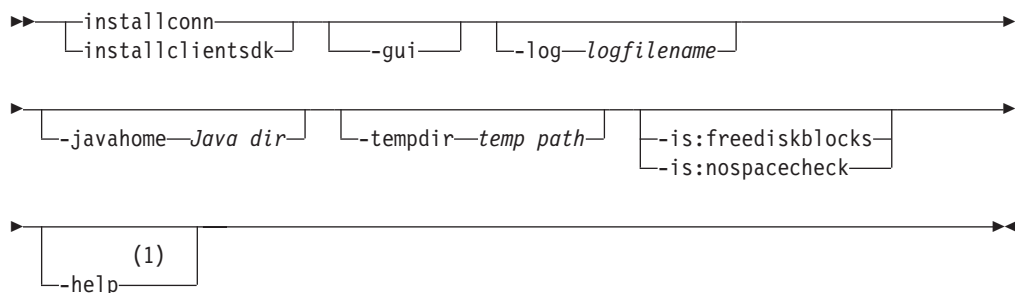 installconn
installclientsdk
-gui
-log logfilename
-javahome Java dir
-tempdir temp path
-is:freediskblocks
-is:nospacecheck
(1)
-help